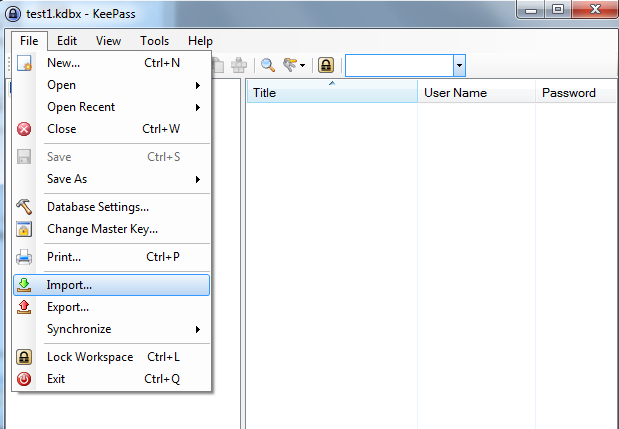 test1.kdbx - KeePass
File Edit View Tools Help
New... Ctrl+N
Open
Open Recent
Close Ctrl+W
Save Ctrl+S
Save As
Database Settings...
Change Master Key...
Print... Ctrl+P
Import...
Export...
Synchronize
Lock Workspace Ctrl+L
Exit Ctrl+Q
Title User Name Password